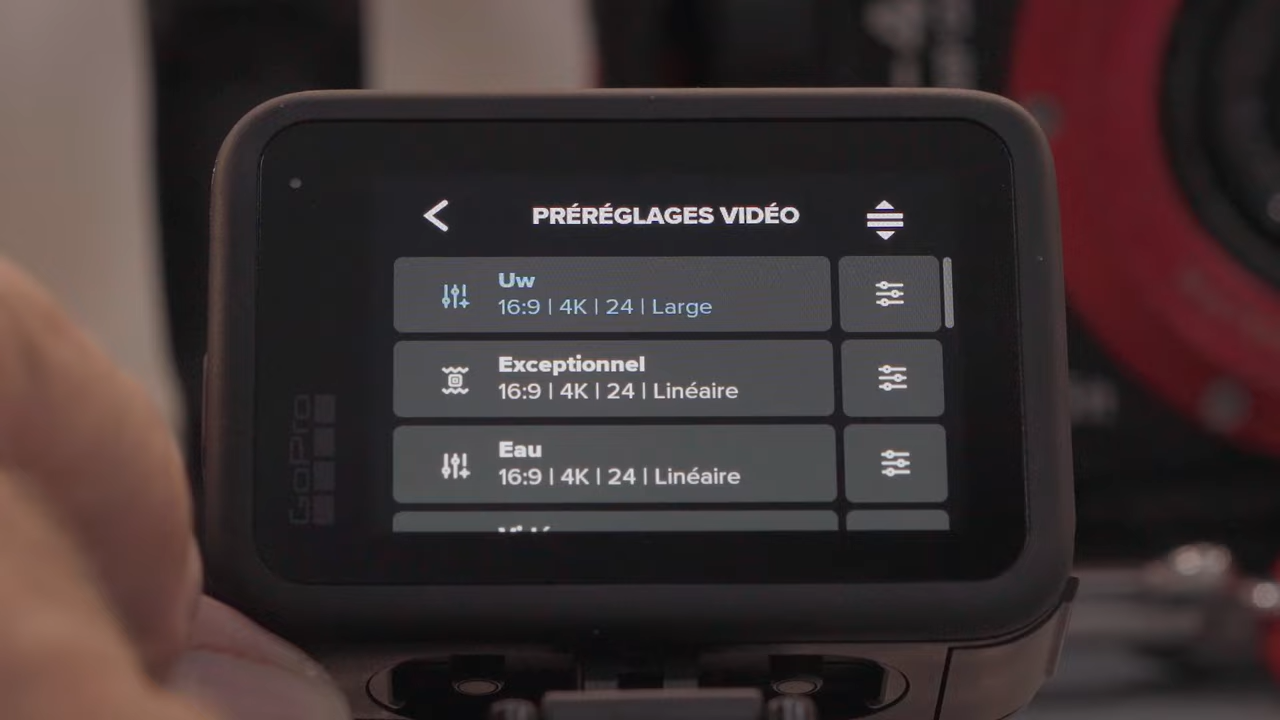 PRÉRÉGLAGES VIDÉO
Uw
16:9 | 4K | 24 | Large
Exceptionnel
16:9 | 4K | 24 | Linéaire
Eau
16:9 | 4K | 24 | Linéaire
GoPro